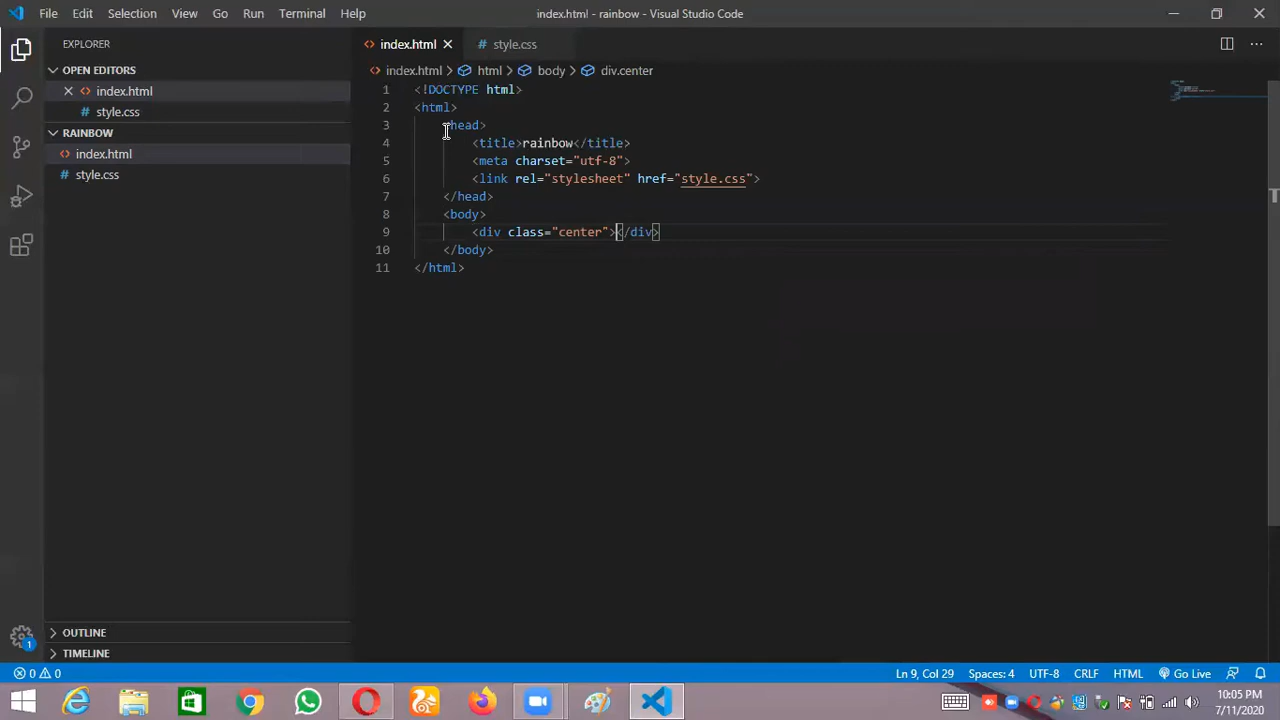 File Edit Selection View Go Run Terminal Help
index.html - rainbow - Visual Studio Code
EXPLORER
OPEN EDITORS
index.html
style.css
RAINBOW
index.html
style.css
OUTLINE
TIMELINE
1
index.html
style.css
index.html > html > body > div.center
1 <!DOCTYPE html>
2 <html>
3 <head>
4 <title>rainbow</title>
5 <meta charset="utf-8">
6 <link rel="stylesheet" href="style.css">
7 </head>
8 <body>
9 <div class="center"></div>
10 </body>
11 </html>
0 0
Ln 9, Col 29 Spaces: 4 UTF-8 CRLF HTML Go Live
10:05 PM
7/11/2020